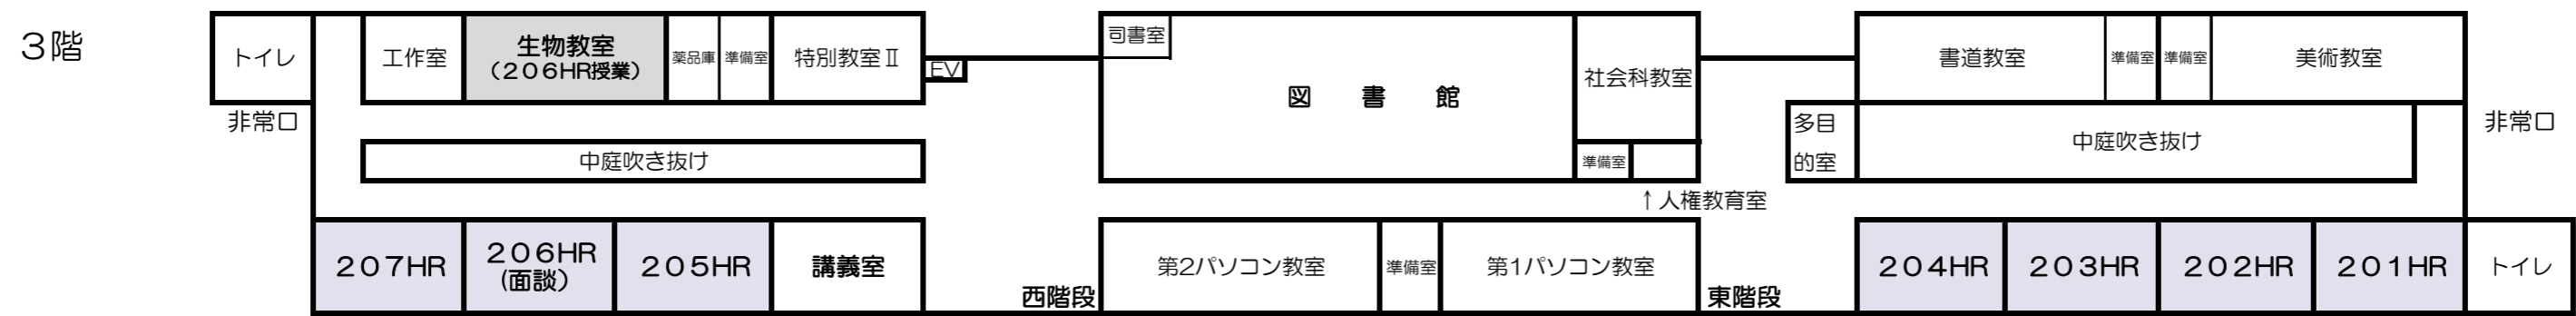 ３階
トイレ
工作室
生物教室
（２０６HR授業）
薬品庫
準備室
特別教室Ⅱ
EV
司書室
図　書　館
社会科教室
準備室
書道教室
準備室
準備室
美術教室
非常口
中庭吹き抜け
多目
的室
中庭吹き抜け
非常口
↑人権教育室
２０７HR
２０６HR
（面談）
２０５HR
講義室
西階段
第2パソコン教室
準備室
第1パソコン教室
東階段
２０４HR
２０３HR
２０２HR
２０１HR
トイレ